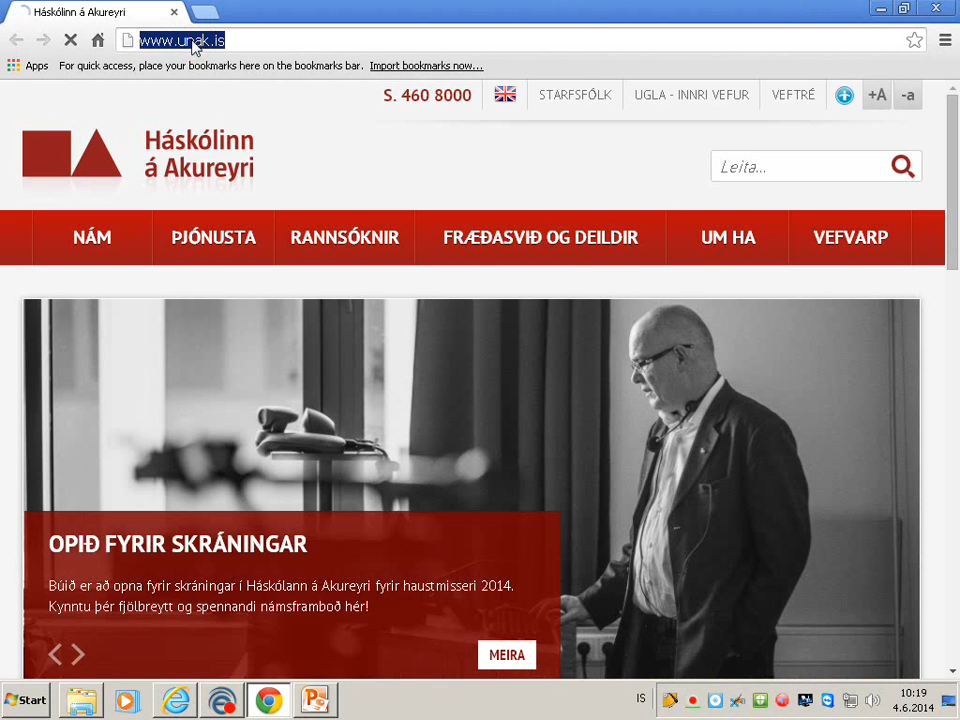 Háskólinn á Akureyri
www.unak.is
Apps For quick access, place your bookmarks here on the bookmarks bar. Import bookmarks now...
S. 460 8000 STARFSFÓLK UGLA - INNRI VEFUR VEFTRÉ +A -a
Háskólinn
á Akureyri
Leita...
NÁM ÞJÓNUSTA RANNSÓKNIR FRÆÐASVIÐ OG DEILDIR UM HA VEFVARP
OPIÐ FYRIR SKRÁNINGAR
Búið er að opna fyrir skráningar í Háskólann á Akureyri fyrir haustmisseri 2014.
Kynntu þér fjölbreytt og spennandi námsframboð hér!
MEIRA
Start IS 10:19
4.6.2014